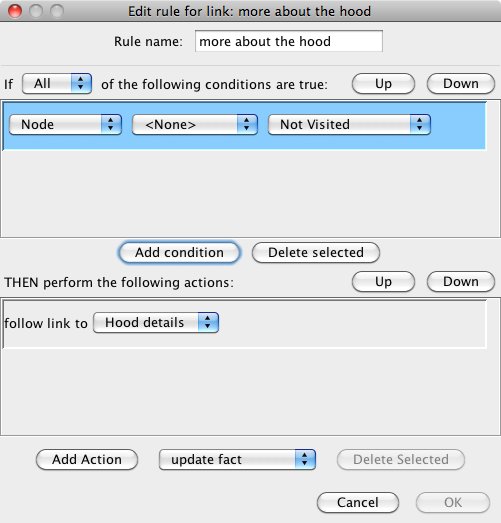 Edit rule for link: more about the hood
Rule name: more about the hood
If All of the following conditions are true: Up Down
Node <None> Not Visited
Add condition Delete selected
THEN perform the following actions: Up Down
follow link to Hood details
Add Action update fact Delete Selected
Cancel OK